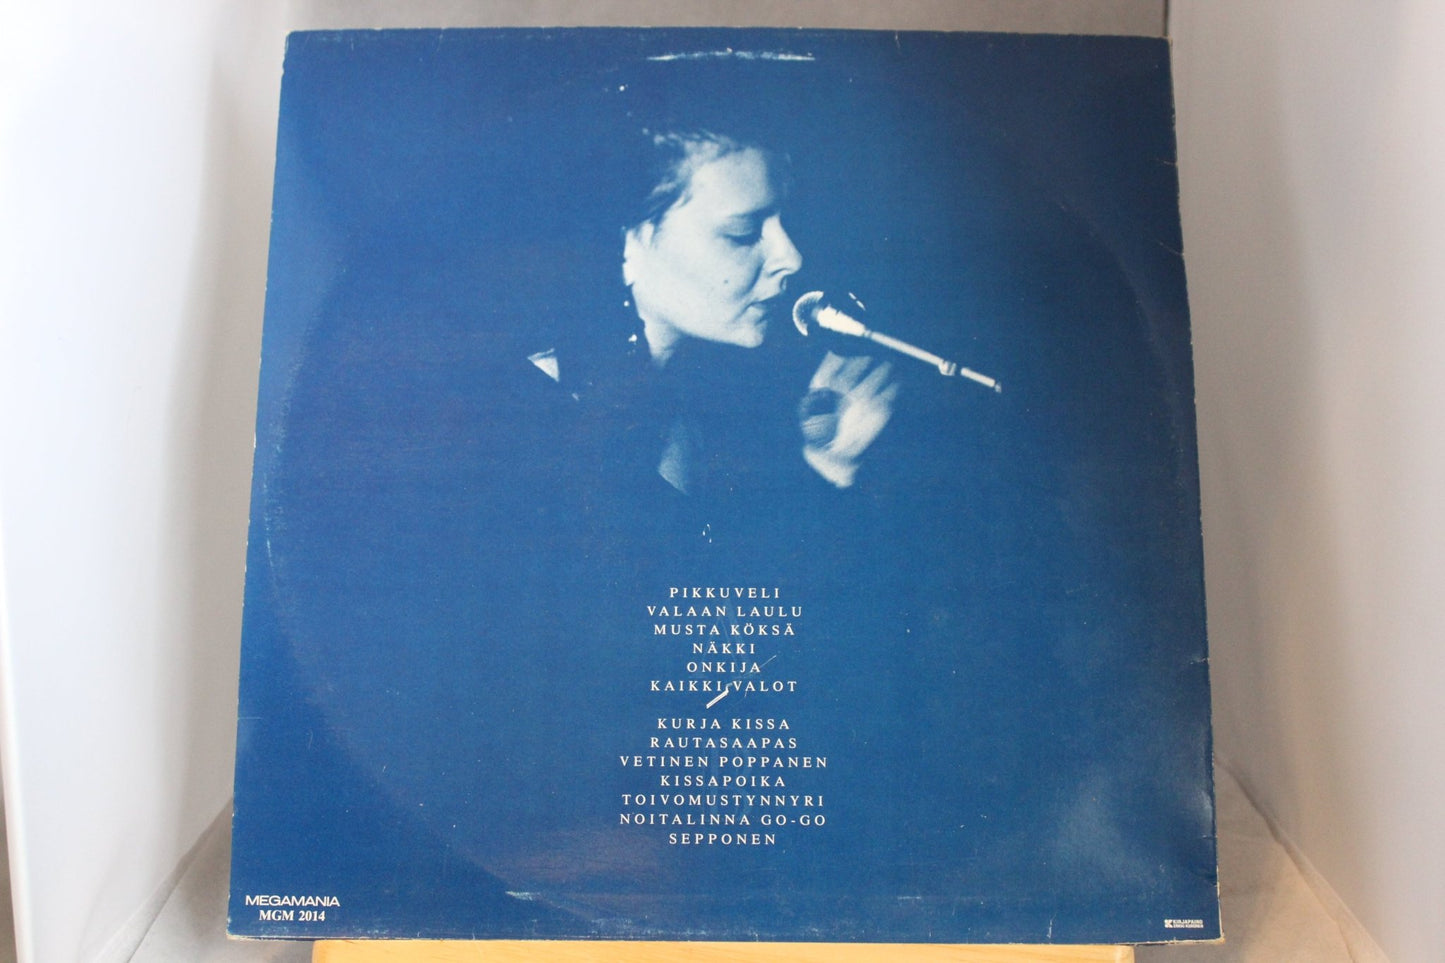 PIKKUVELI
VALAAN LAULU
MUSTA KÖKSÄ
NÄKKI
ONKIJA
KAIKKI VALOT
KURJA KISSA
RAUTASAAPAS
VETINEN POPPANEN
KISSAPOIKA
TOIVOMUSTYNNYRI
NOITALINNA GO-GO
SEPPONEN
MEGAMANIA
MGM 2014
KIRJAPAINO